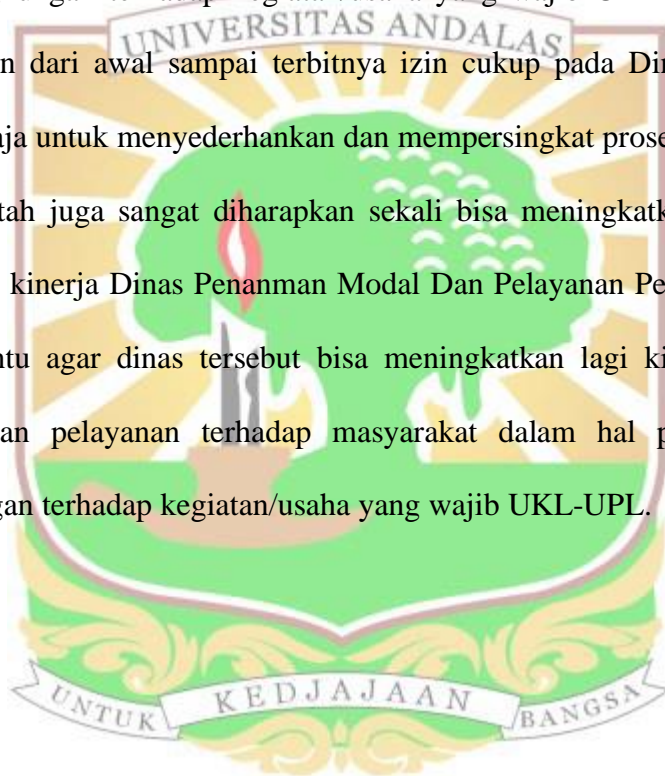 UNIVERSITAS ANDALAS
n dari awal sampai terbitnya izin cukup pada Din
aja untuk menyederhankan dan mempersingkat prose
tah juga sangat diharapkan sekali bisa meningkatk
kinerja Dinas Penanman Modal Dan Pelayanan Pe
ntu agar dinas tersebut bisa meningkatkan lagi ki
an pelayanan terhadap masyarakat dalam hal p
gan terhadap kegiatan/usaha yang wajib UKL-UPL.
UNTUK KEDJAJAAN BANGSA